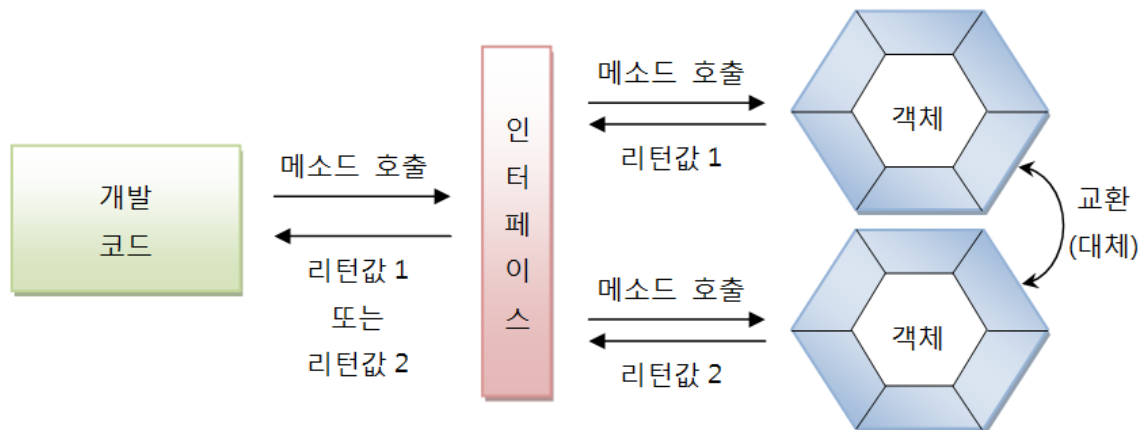 개발
코드
메소드 호출
리턴값 1
또는
리턴값 2
인
터
페
이
스
메소드 호출
리턴값 1
객체
교환
(대체)
메소드 호출
리턴값 2
객체